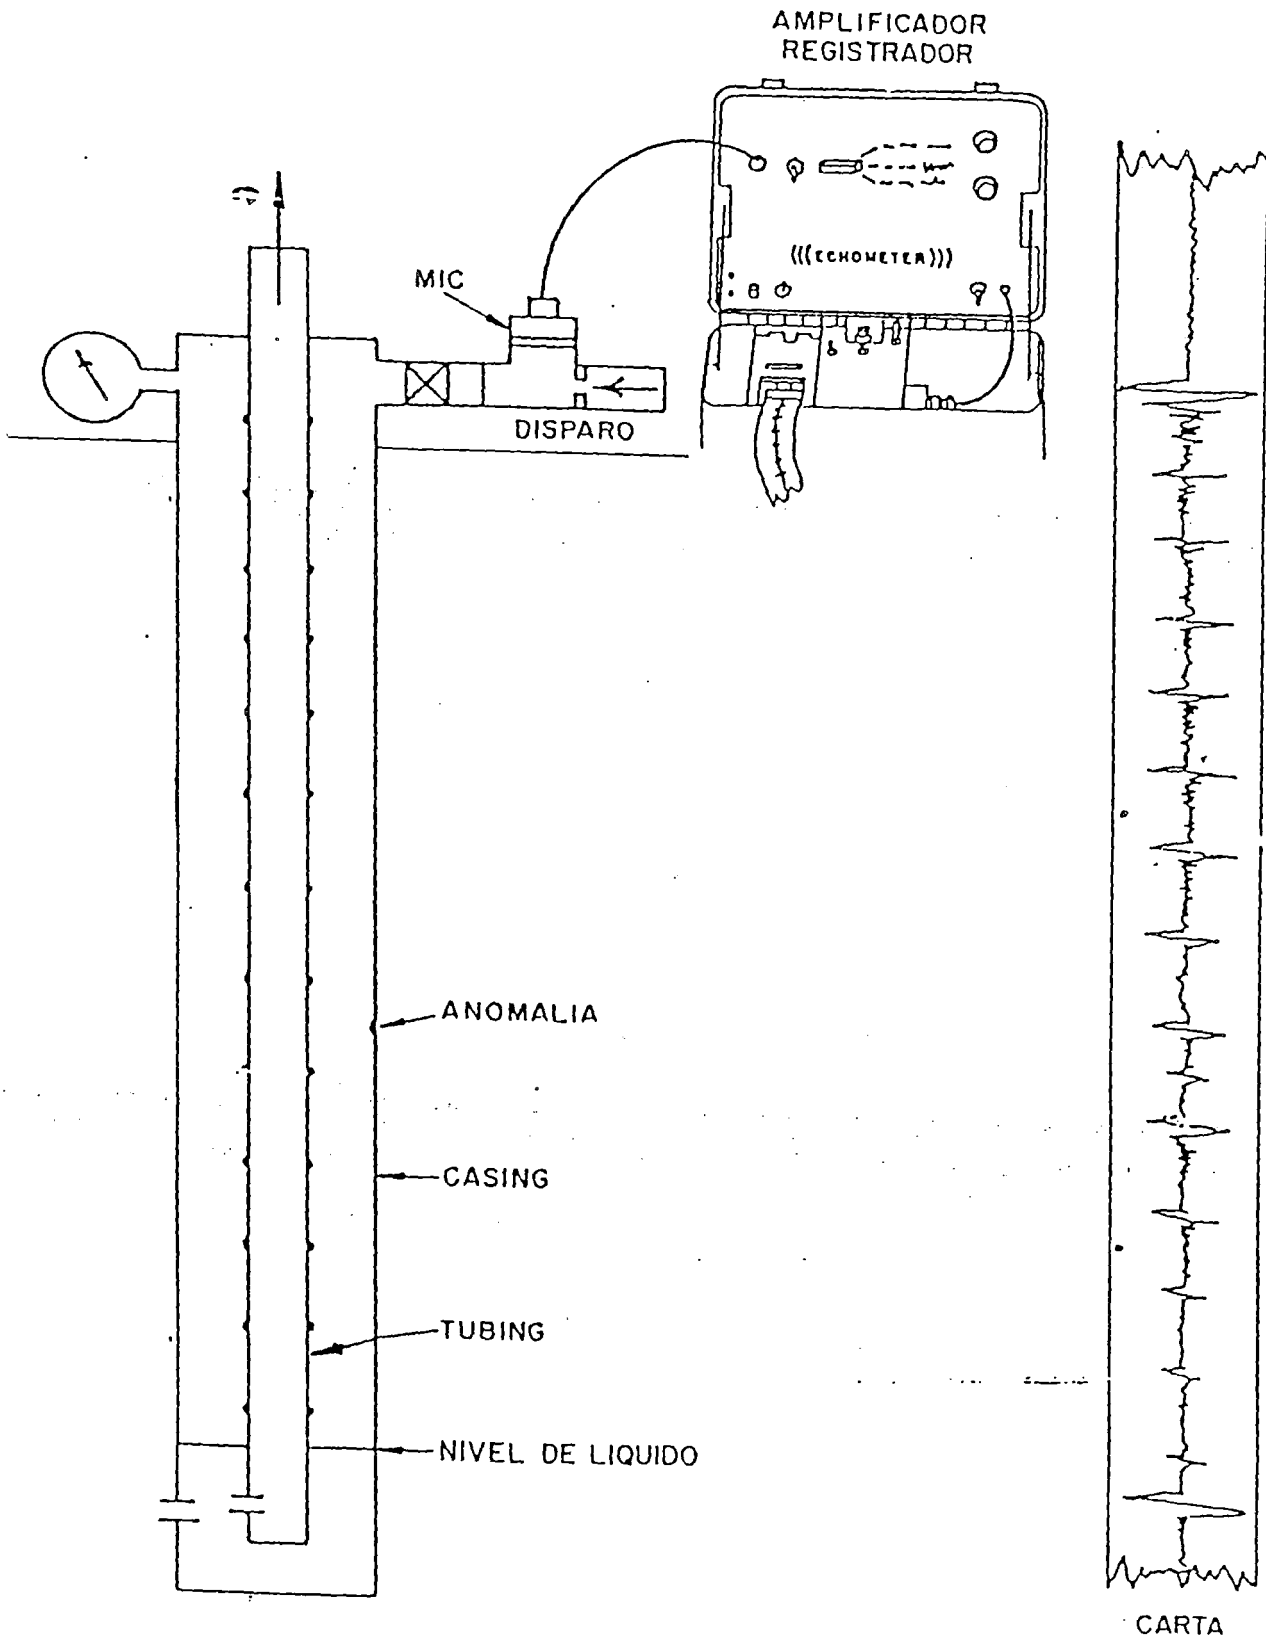 AMPLIFICADOR
REGISTRADOR
(((ECHOMETER)))
MIC
DISPARO
ANOMALIA
CASING
TUBING
NIVEL DE LIQUIDO
CARTA